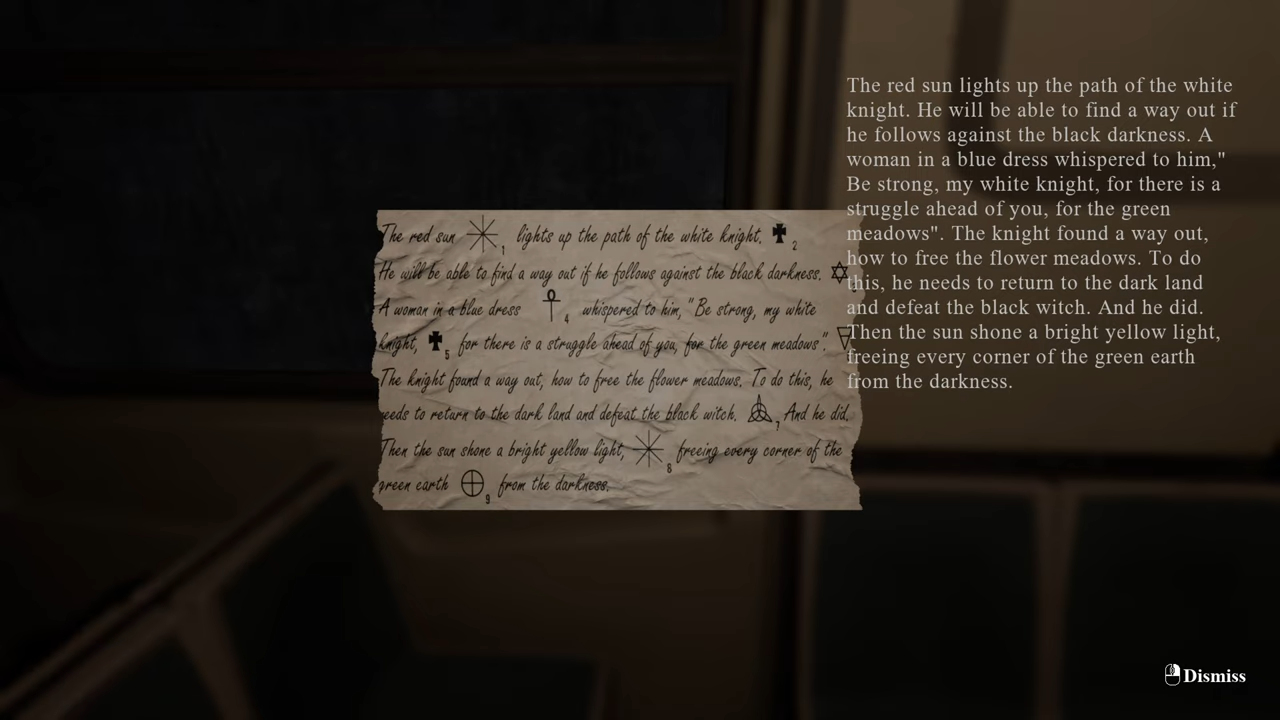 The red sun 1 lights up the path of the white knight. 2
He will be able to find a way out if he follows against the black darkness.
A woman in a blue dress 4 whispered to him, "Be strong, my white
knight, 5 for there is a struggle ahead of you, for the green meadows".
The knight found a way out, how to free the flower meadows. To do this, he
needs to return to the dark land and defeat the black witch. 7 And he did.
Then the sun shone a bright yellow light, 8 freeing every corner of the
green earth 9 from the darkness.
The red sun lights up the path of the white
knight. He will be able to find a way out if
he follows against the black darkness. A
woman in a blue dress whispered to him,"
Be strong, my white knight, for there is a
struggle ahead of you, for the green
meadows". The knight found a way out,
how to free the flower meadows. To do
this, he needs to return to the dark land
and defeat the black witch. And he did.
Then the sun shone a bright yellow light,
freeing every corner of the green earth
from the darkness.
Dismiss